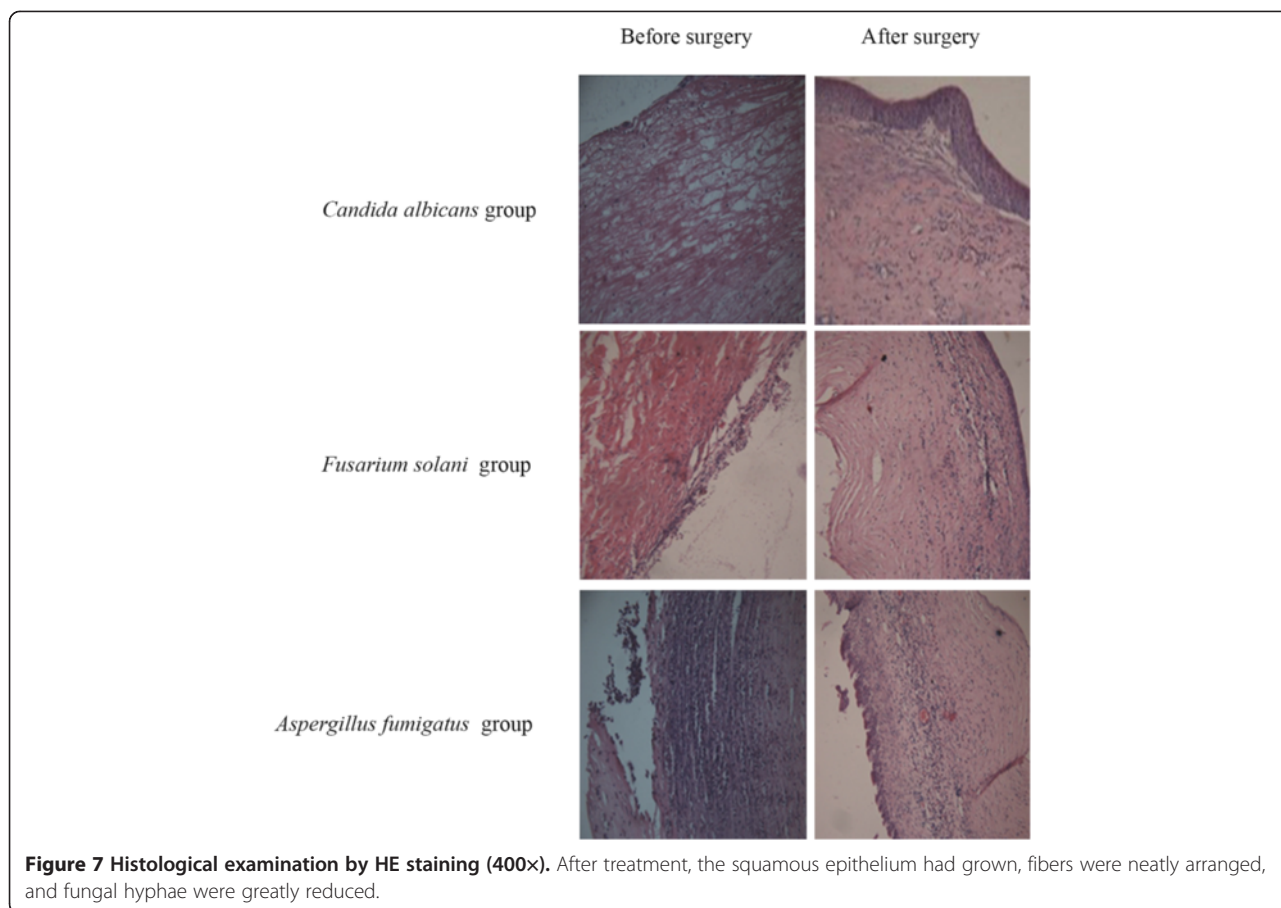 Before surgery After surgery
Candida albicans group
Fusarium solani group
Aspergillus fumigatus group
Figure 7 Histological examination by HE staining (400×). After treatment, the squamous epithelium had grown, fibers were neatly arranged,
and fungal hyphae were greatly reduced.